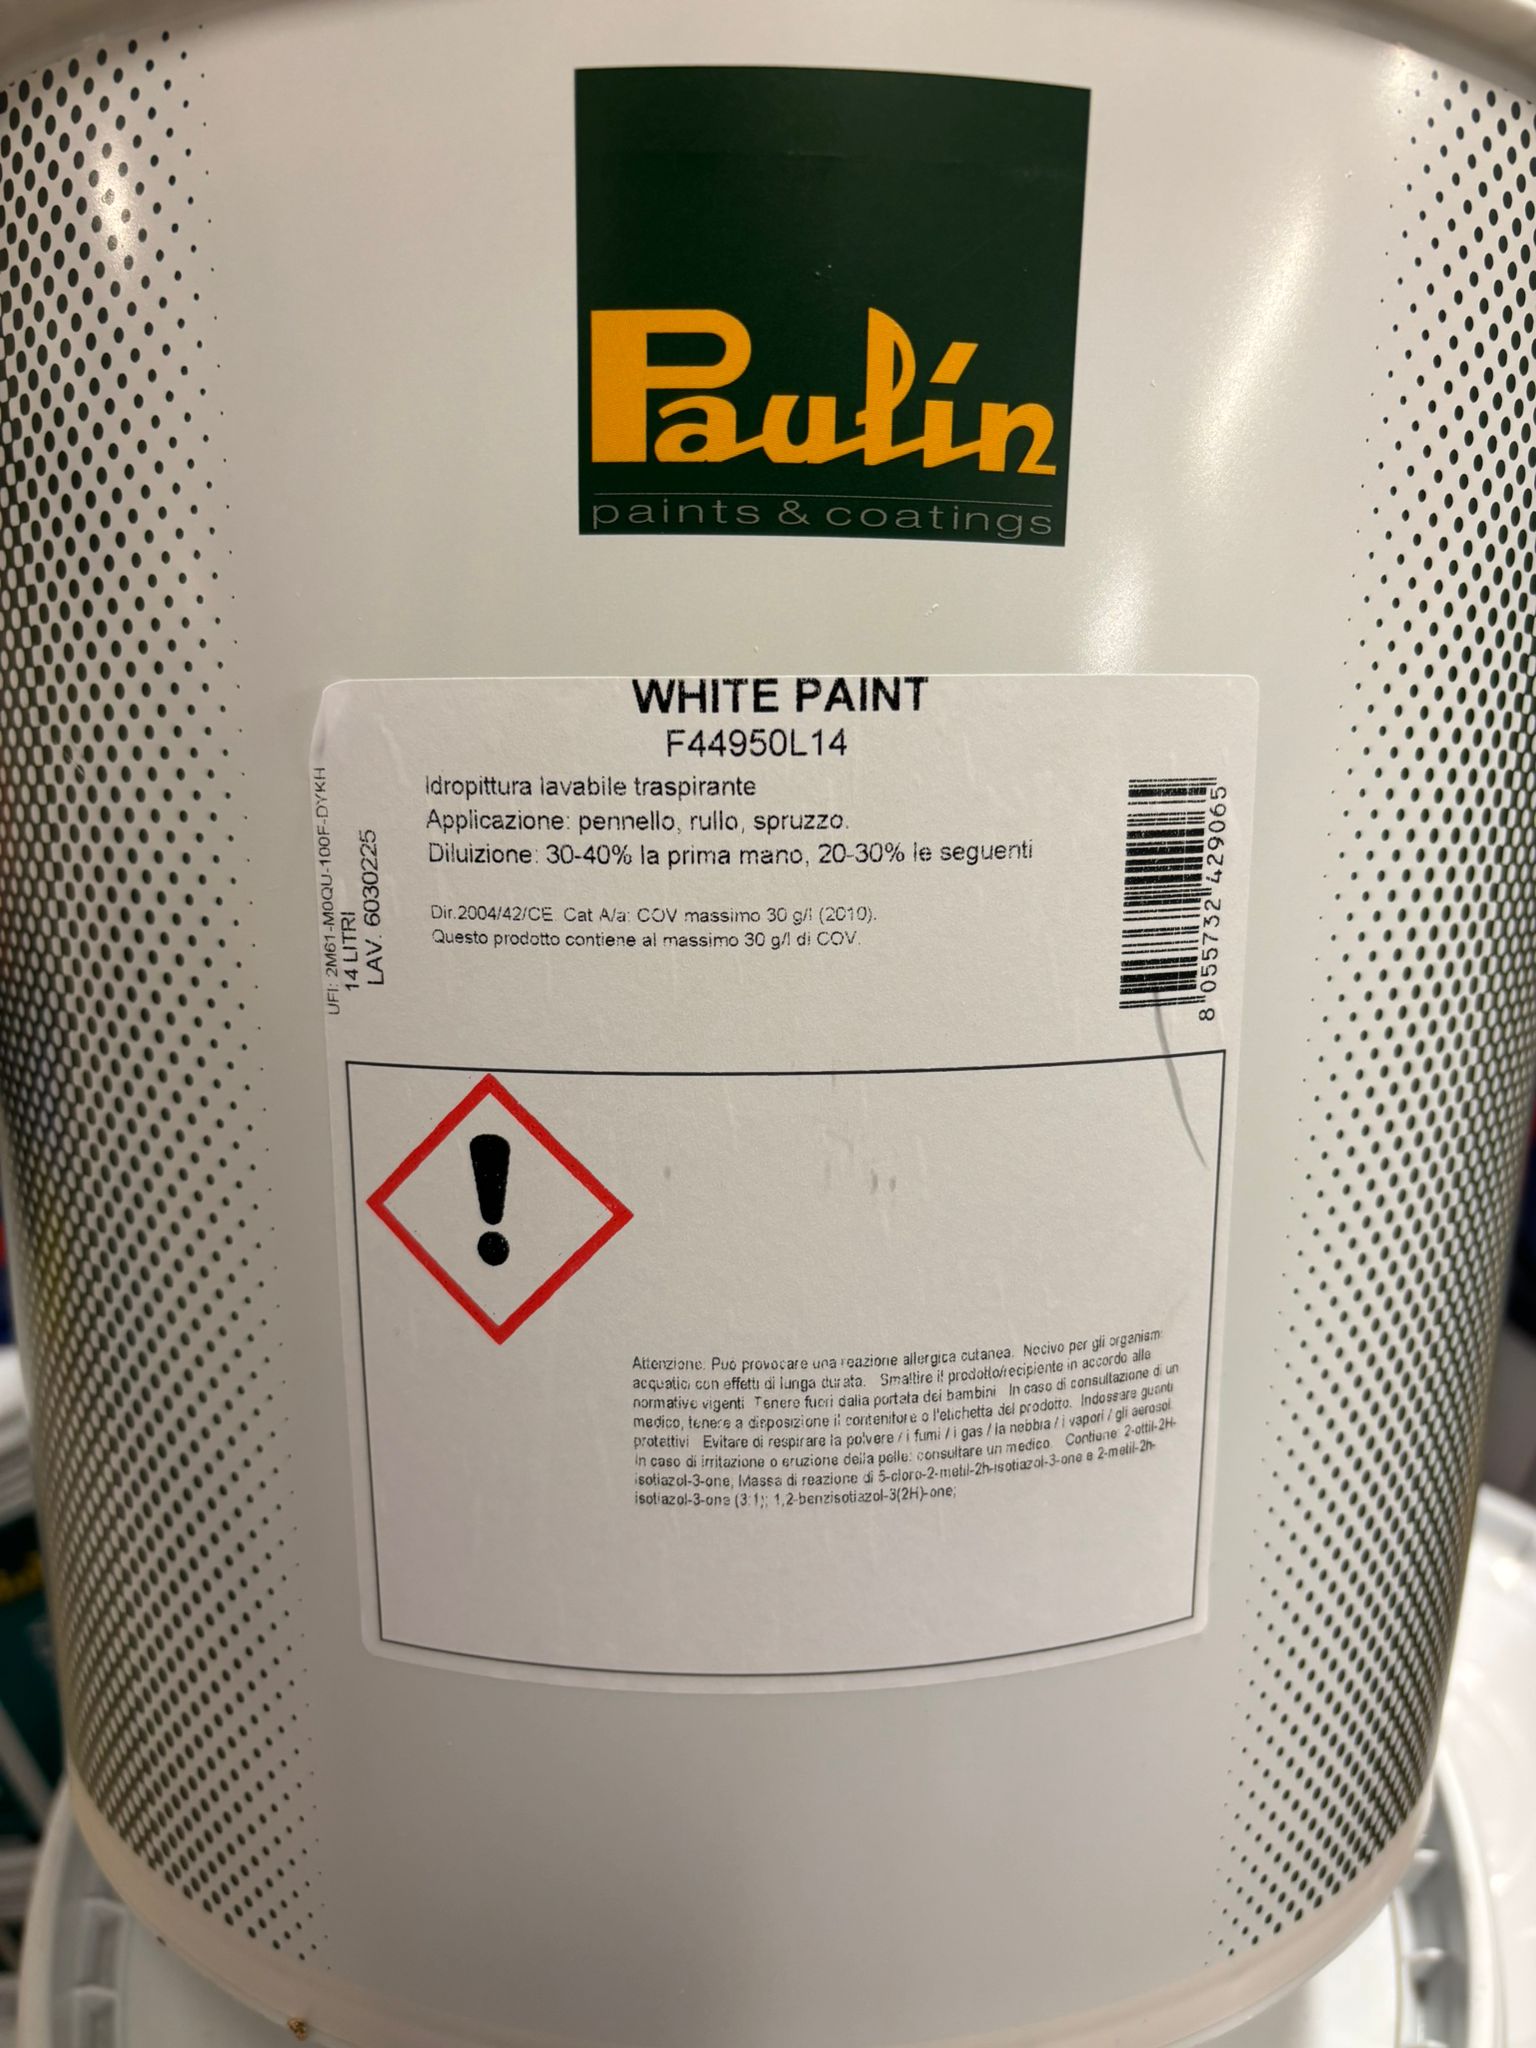 Paulin
paints & coatings
WHITE PAINT
F44950L14
Idropittura lavabile traspirante
Applicazione: pennello, rullo, spruzzo.
Diluizione: 30-40% la prima mano, 20-30% le seguenti
Dir.2004/42/CE. Cat A/a: COV massimo 30 g/l (2010).
Questo prodotto contiene al massimo 30 g/l di COV.
UFI: 2M61-M0QU-100F-DYKH
14 LITRI
LAV. 6030225
8 055732 429065
Attenzione. Può provocare una reazione allergica cutanea. Nocivo per gli organismi
acquatici con effetti di lunga durata. Smaltire il prodotto/recipiente in accordo alle
normative vigenti Tenere fuori dalla portata dei bambini In caso di consultazione di un
medico, tenere a disposizione il contenitore o l'etichetta del prodotto. Indossare guanti
protettivi Evitare di respirare la polvere / i fumi / i gas / la nebbia / i vapori / gli aerosol.
In caso di irritazione o eruzione della pelle: consultare un medico. Contiene: 2-ottil-2H-
isotiazol-3-one; Massa di reazione di 5-cloro-2-metil-2h-isotiazol-3-one e 2-metil-2h-
isotiazol-3-one (3:1); 1,2-benzisotiazol-3(2H)-one;